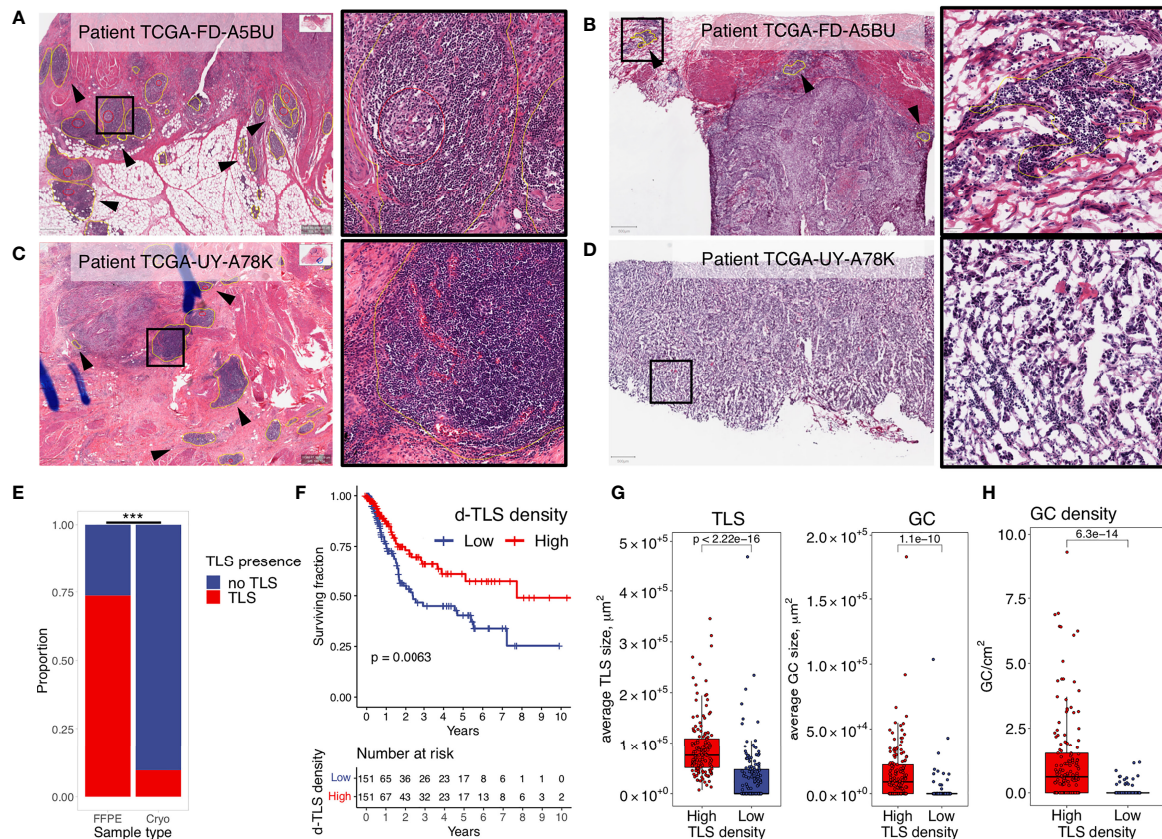 A
Patient TCGA-FD-A5BU
B
Patient TCGA-FD-A5BU
C
Patient TCGA-UY-A78K
D
Patient TCGA-UY-A78K
E
***
1.00
0.75
0.50
0.25
0.00
Proportion
FFPE Cryo
Sample type
TLS presence
no TLS
TLS
F
d-TLS density
Low High
1.00
0.75
0.50
0.25
0.00
Surviving fraction
p = 0.0063
0 1 2 3 4 5 6 7 8 9 10
Years
Number at risk
d-TLS density
Low 151 65 36 26 23 17 8 6 1 1 0
High 151 67 43 32 23 17 13 8 6 3 2
0 1 2 3 4 5 6 7 8 9 10
Years
G
TLS
p < 2.22e-16
5 x 10^+5
4 x 10^+5
3 x 10^+5
2 x 10^+5
1 x 10^+5
0 x 10^+0
average TLS size, μm²
High Low
TLS density
GC
1.1e-10
2.0 x 10^+5
1.5 x 10^+5
1.0 x 10^+5
5.0 x 10^+4
0.0 x 10^+0
average GC size, μm²
High Low
TLS density
H
GC density
6.3e-14
10.0
7.5
5.0
2.5
0.0
GC/cm²
High Low
TLS density